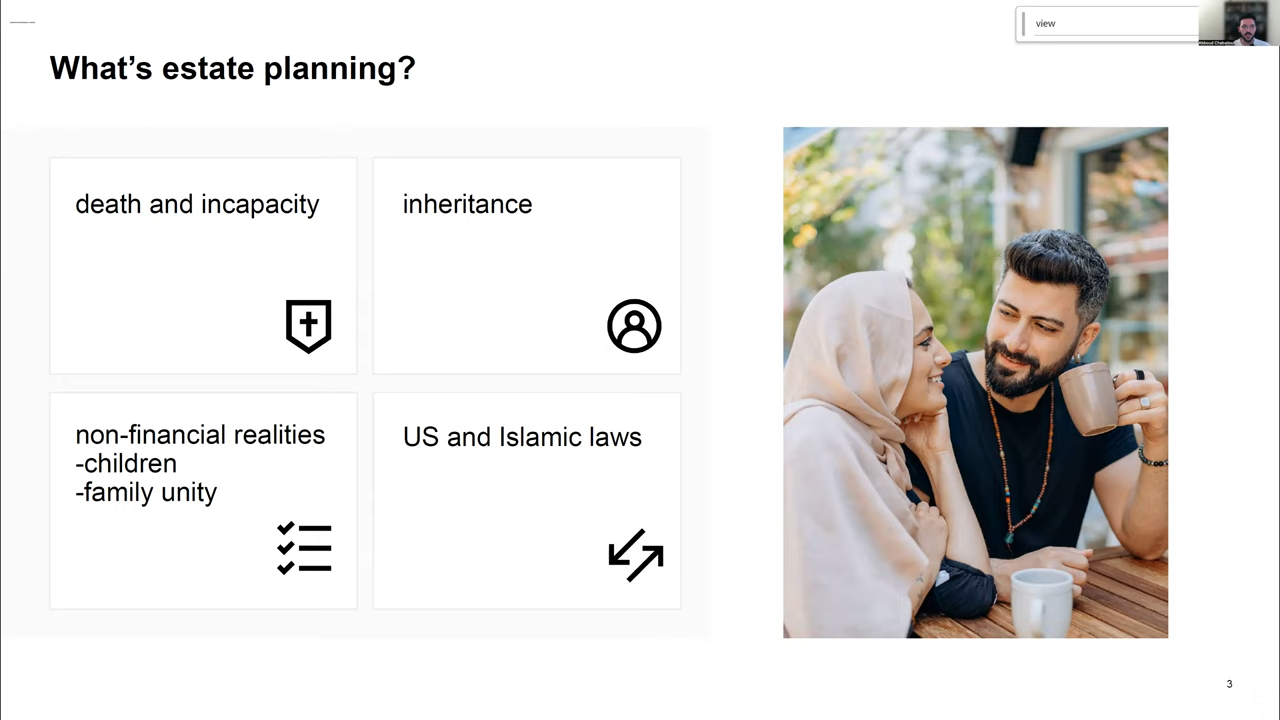 view
What's estate planning?
death and incapacity
inheritance
non-financial realities
-children
-family unity
US and Islamic laws
3